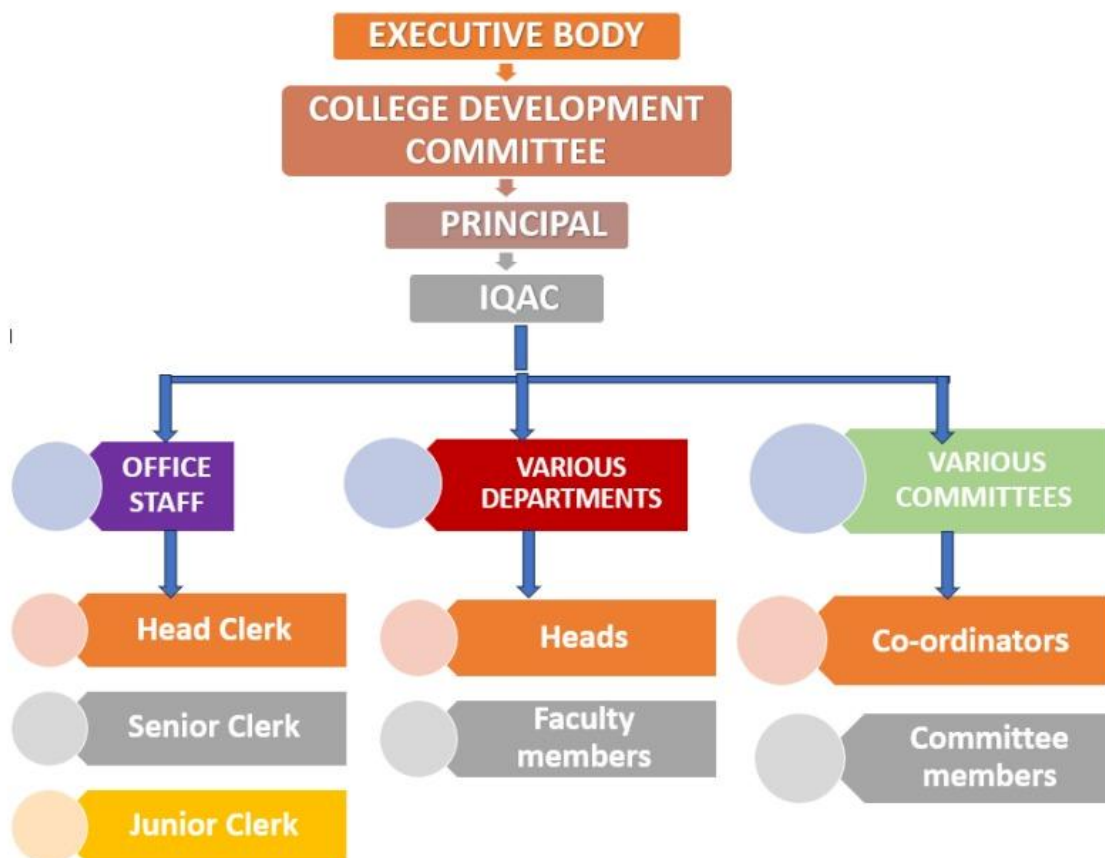 EXECUTIVE BODY
COLLEGE DEVELOPMENT
COMMITTEE
PRINCIPAL
IQAC
OFFICE
STAFF
VARIOUS
DEPARTMENTS
VARIOUS
COMMITTEES
Head Clerk
Heads
Co-ordinators
Senior Clerk
Faculty
members
Committee
members
Junior Clerk